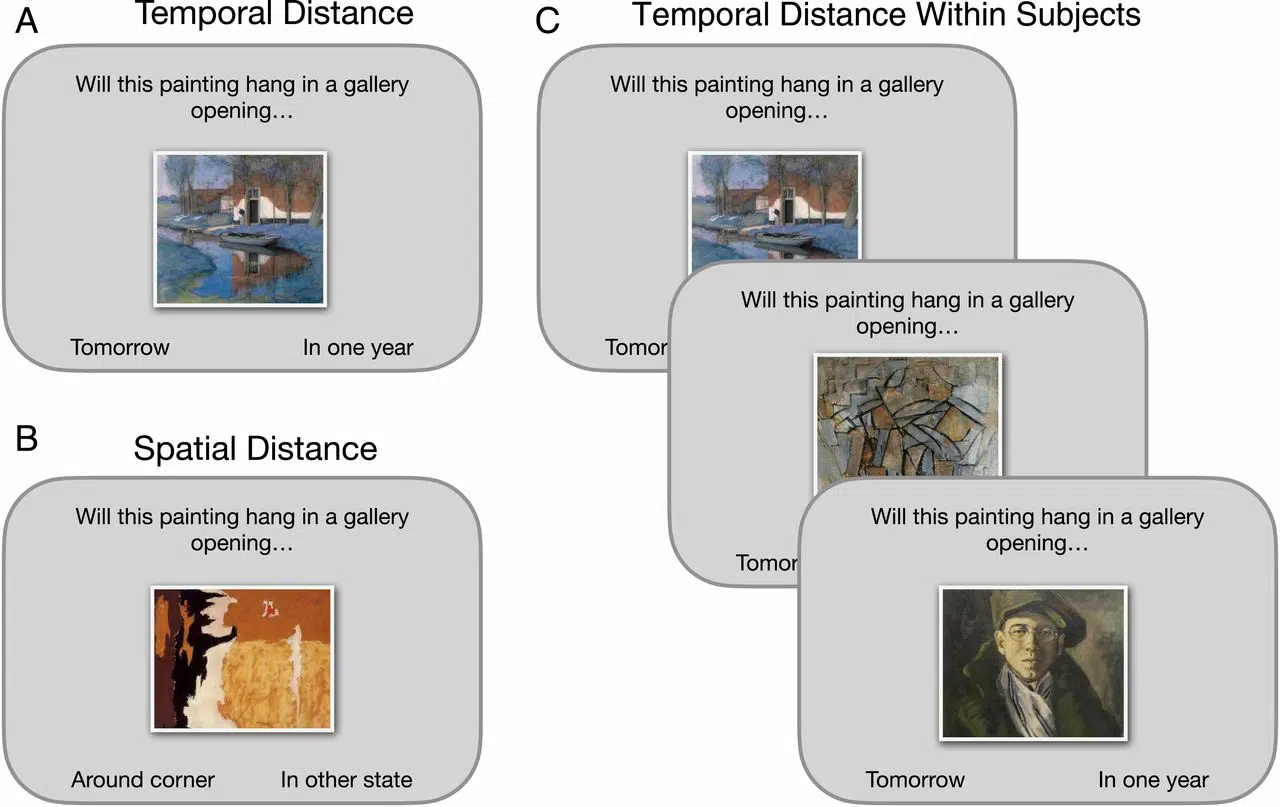 A
Temporal Distance
Will this painting hang in a gallery
opening…
Tomorrow
In one year
B
Spatial Distance
Will this painting hang in a gallery
opening…
Around corner
In other state
C
Temporal Distance Within Subjects
Will this painting hang in a gallery
opening…
Tomor
Will this painting hang in a gallery
opening…
Tomor
Will this painting hang in a gallery
opening…
Tomorrow
In one year